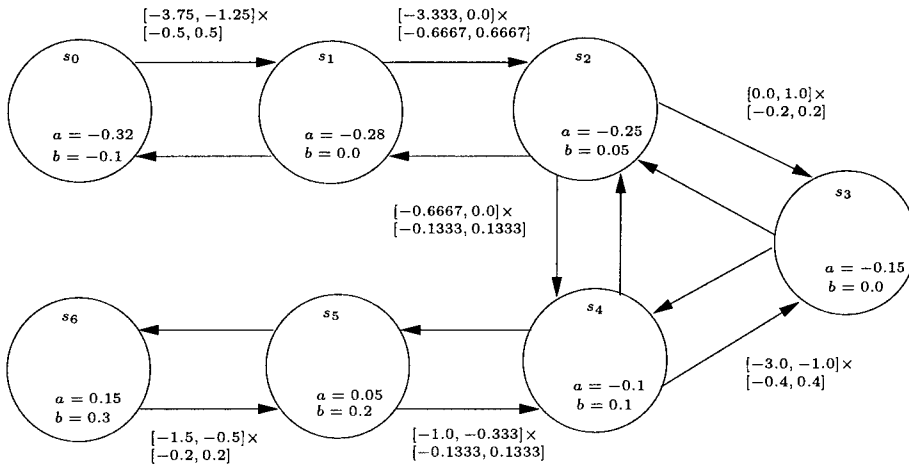 [−3.75, −1.25]×
[−0.5, 0.5]
[−3.333, 0.0]×
[−0.6667, 0.6667]
s0
a = −0.32
b = −0.1
s1
a = −0.28
b = 0.0
s2
a = −0.25
b = 0.05
[0.0, 1.0]×
[−0.2, 0.2]
s3
a = −0.15
b = 0.0
[−0.6667, 0.0]×
[−0.1333, 0.1333]
s6
a = 0.15
b = 0.3
s5
a = 0.05
b = 0.2
s4
a = −0.1
b = 0.1
[−3.0, −1.0]×
[−0.4, 0.4]
[−1.5, −0.5]×
[−0.2, 0.2]
[−1.0, −0.333]×
[−0.1333, 0.1333]